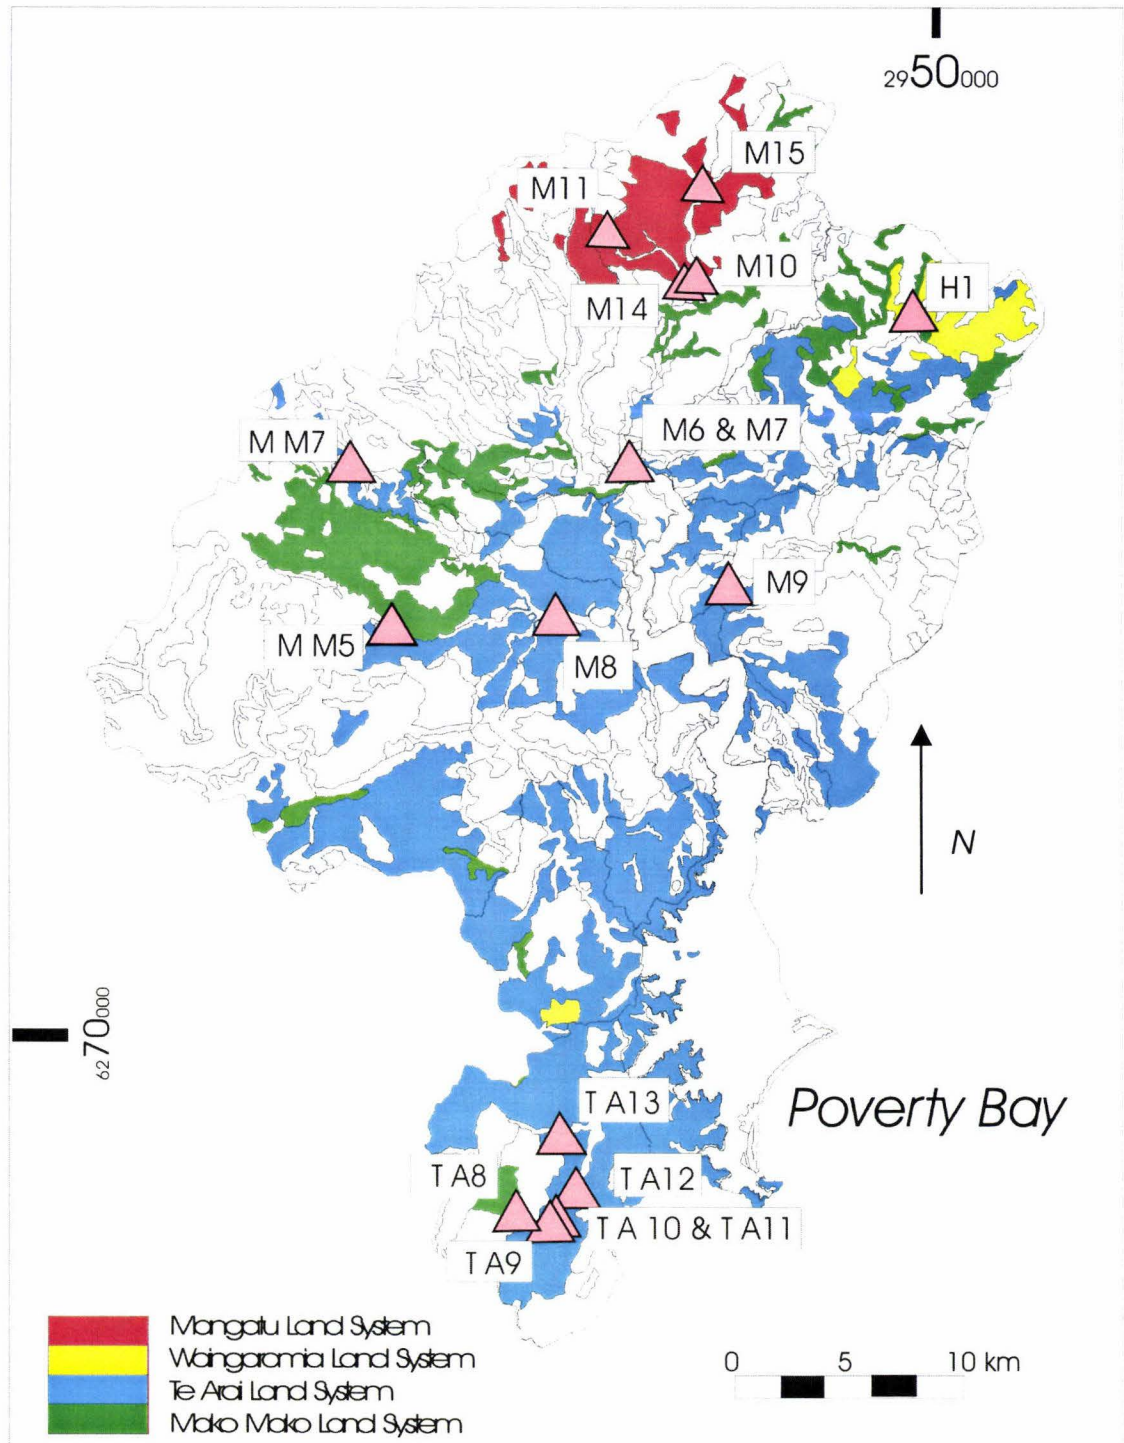 2950000
M15
M11
M10
H1
M14
M6 & M7
M M7
M9
M M5
M8
N
6270000
Poverty Bay
T A13
T A8
T A12
T A 10 & T A11
T A9
Mangatu Land System
Waingaromia Land System
Te Arai Land System
Mako Mako Land System
0 5 10 km